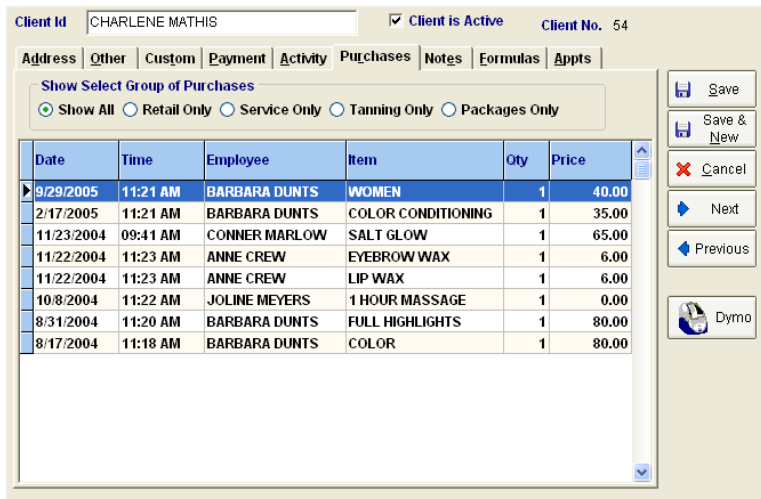 Client Id CHARLENE MATHIS Client is Active Client No. 54
Address Other Custom Payment Activity Purchases Notes Formulas Appts
Show Select Group of Purchases
Show All Retail Only Service Only Tanning Only Packages Only
Date Time Employee Item Qty Price
9/29/2005 11:21 AM BARBARA DUNTS WOMEN 1 40.00
2/17/2005 11:21 AM BARBARA DUNTS COLOR CONDITIONING 1 35.00
11/23/2004 09:41 AM CONNER MARLOW SALT GLOW 1 65.00
11/22/2004 11:23 AM ANNE CREW EYEBROW WAX 1 6.00
11/22/2004 11:23 AM ANNE CREW LIP WAX 1 6.00
10/8/2004 11:22 AM JOLINE MEYERS 1 HOUR MASSAGE 1 0.00
8/31/2004 11:20 AM BARBARA DUNTS FULL HIGHLIGHTS 1 80.00
8/17/2004 11:18 AM BARBARA DUNTS COLOR 1 80.00
Save
Save &
New
Cancel
Next
Previous
Dymo